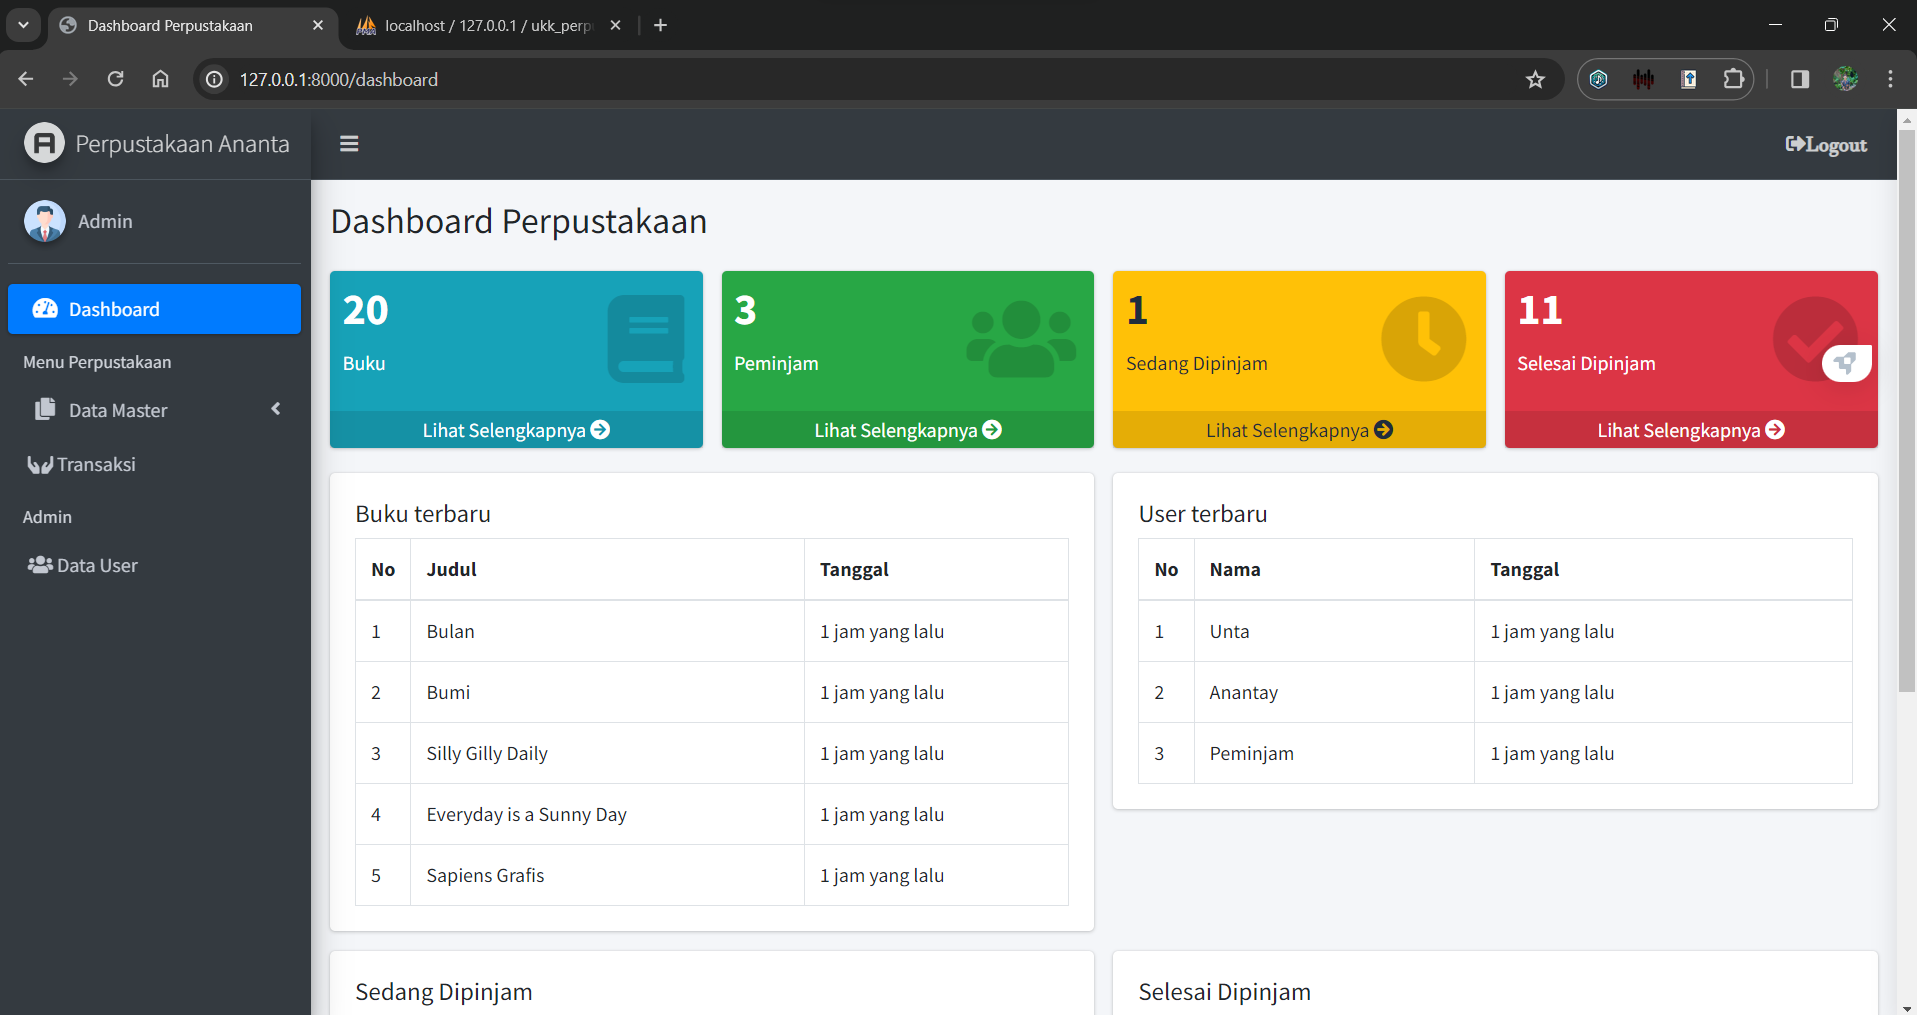 Dashboard Perpustakaan
localhost / 127.0.0.1 / ukk_perp
127.0.0.1:8000/dashboard
Perpustakaan Ananta
Logout
Admin
Dashboard
Menu Perpustakaan
Data Master
Transaksi
Admin
Data User
Dashboard Perpustakaan
20
Buku
Lihat Selengkapnya
3
Peminjam
Lihat Selengkapnya
1
Sedang Dipinjam
Lihat Selengkapnya
11
Selesai Dipinjam
Lihat Selengkapnya
Buku terbaru
No Judul Tanggal
1 Bulan 1 jam yang lalu
2 Bumi 1 jam yang lalu
3 Silly Gilly Daily 1 jam yang lalu
4 Everyday is a Sunny Day 1 jam yang lalu
5 Sapiens Grafis 1 jam yang lalu
User terbaru
No Nama Tanggal
1 Unta 1 jam yang lalu
2 Anantay 1 jam yang lalu
3 Peminjam 1 jam yang lalu
Sedang Dipinjam
Selesai Dipinjam